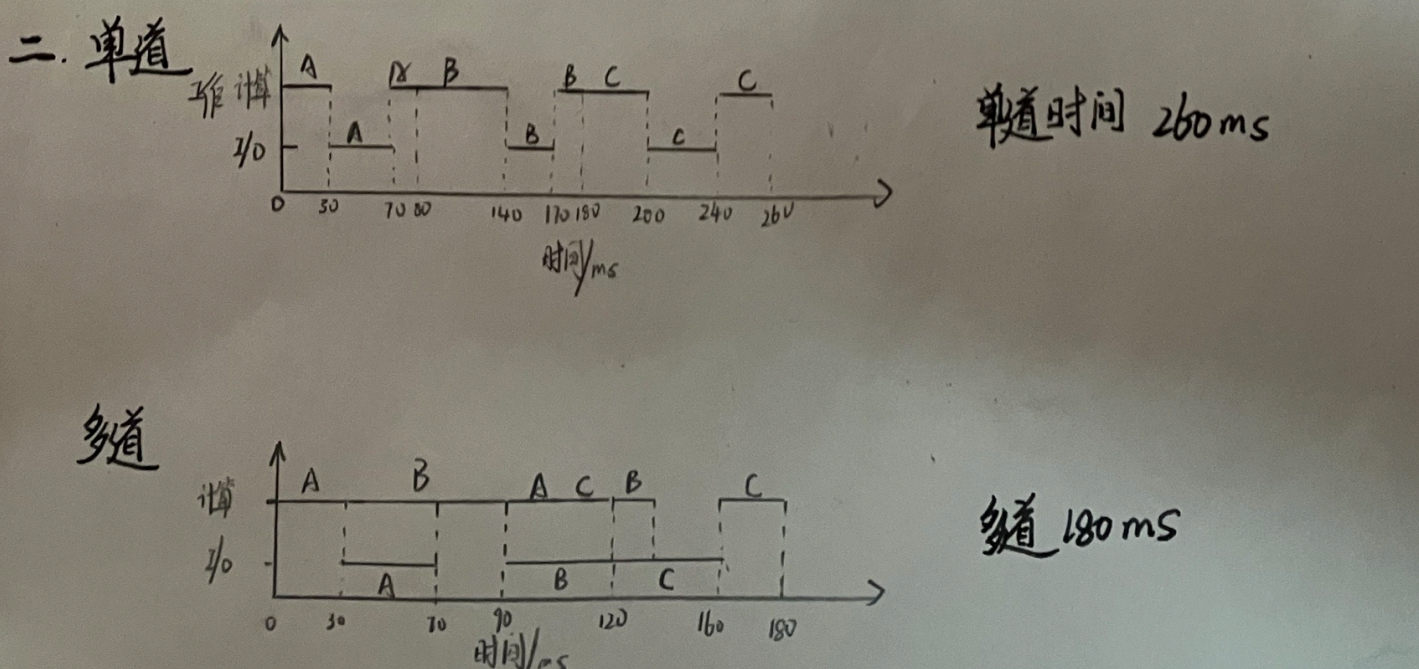 二. 单道
A A B B C C
工作 计算
单道时间 260ms
A B C
I/O
0 30 70 80 140 170 180 200 240 260
时间/ms
多道
A B A C B C
计算
多道 180ms
I/O
A B C
0 30 70 90 120 160 180
时间/ms